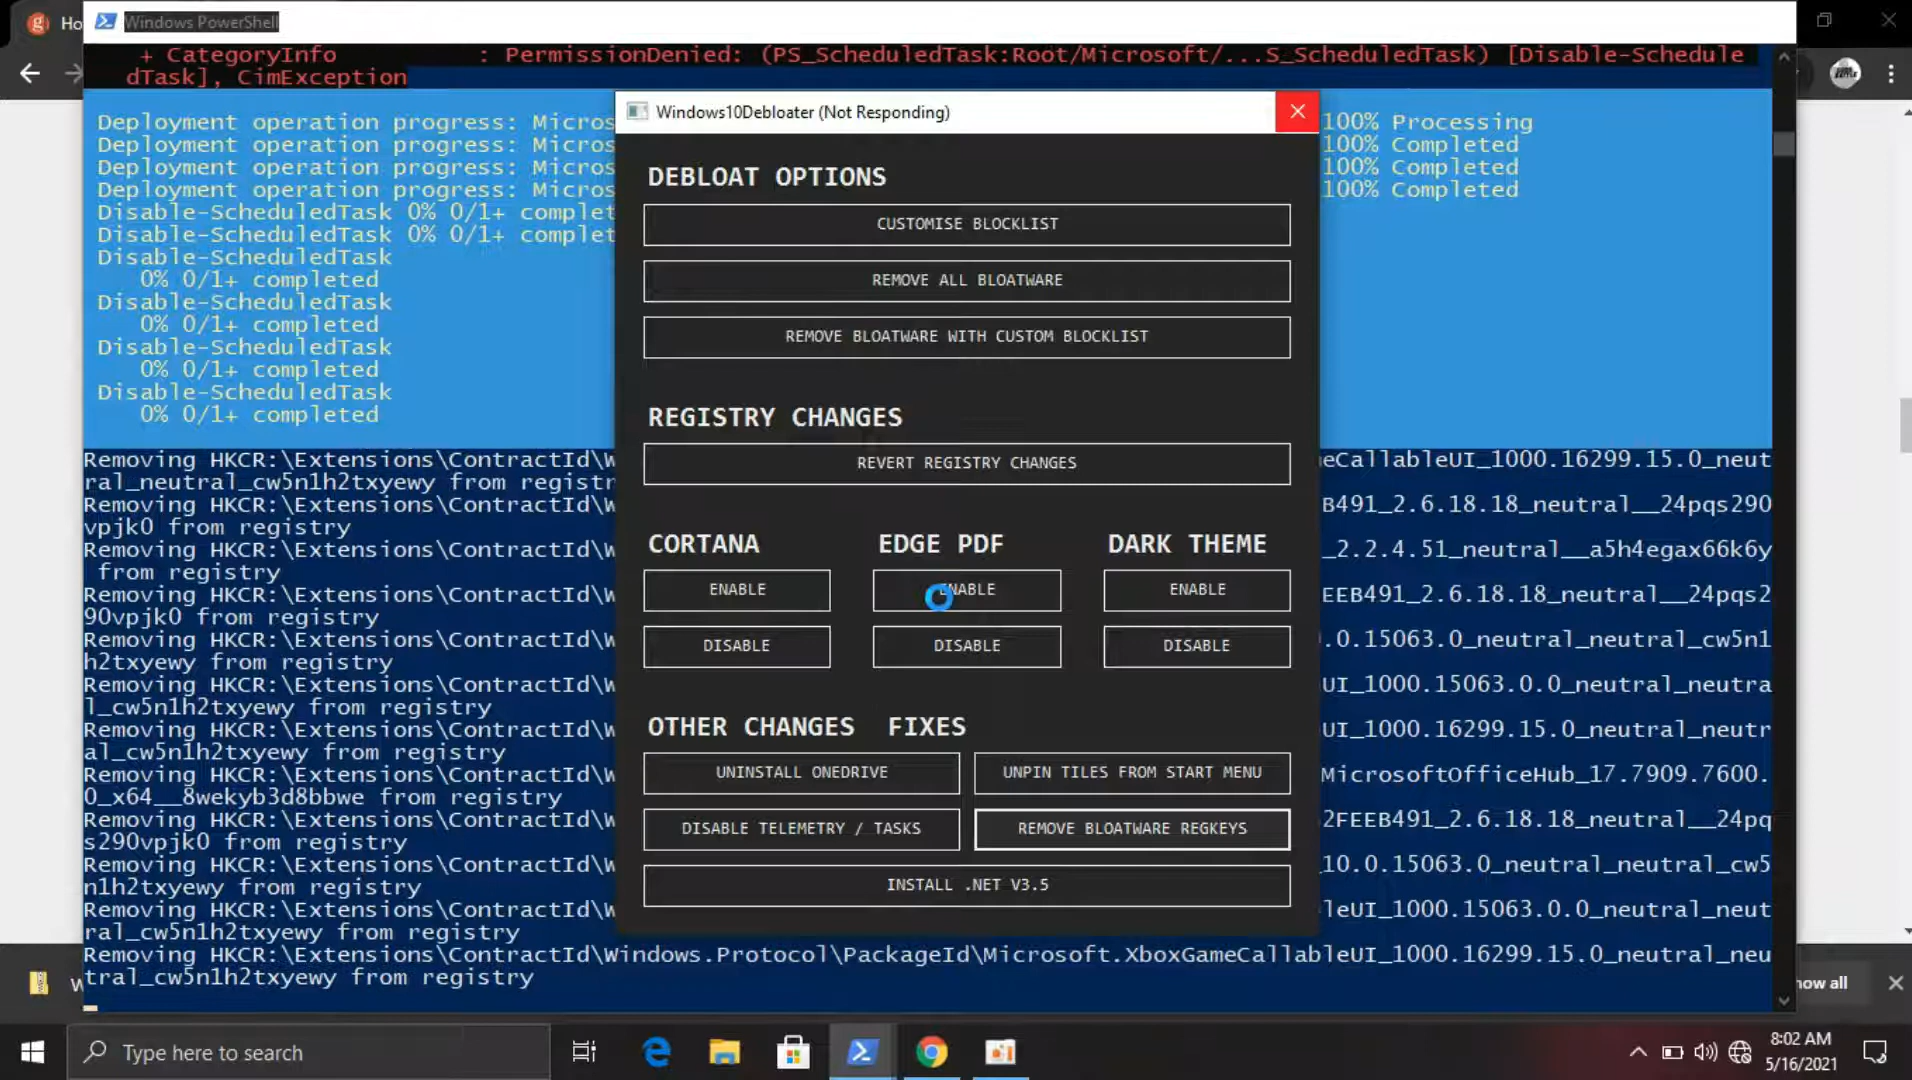 Ho
Windows PowerShell
+ CategoryInfo : PermissionDenied: (PS_ScheduledTask:Root/Microsoft/...S_ScheduledTask) [Disable-Schedule
dTask], CimException
Windows10Debloater (Not Responding)
Deployment operation progress: Micros 100% Processing
Deployment operation progress: Micros 100% Completed
Deployment operation progress: Micros 100% Completed
Deployment operation progress: Micros 100% Completed
Disable-ScheduledTask 0% 0/1+ complet
Disable-ScheduledTask 0% 0/1+ complet
Disable-ScheduledTask
0% 0/1+ completed
Disable-ScheduledTask
0% 0/1+ completed
Disable-ScheduledTask
0% 0/1+ completed
Disable-ScheduledTask
0% 0/1+ completed
DEBLOAT OPTIONS
CUSTOMISE BLOCKLIST
REMOVE ALL BLOATWARE
REMOVE BLOATWARE WITH CUSTOM BLOCKLIST
REGISTRY CHANGES
REVERT REGISTRY CHANGES
CORTANA EDGE PDF DARK THEME
ENABLE ENABLE ENABLE
DISABLE DISABLE DISABLE
OTHER CHANGES FIXES
UNINSTALL ONEDRIVE UNPIN TILES FROM START MENU
DISABLE TELEMETRY / TASKS REMOVE BLOATWARE REGKEYS
INSTALL .NET V3.5
Removing HKCR:\Extensions\ContractId\W eCallableUI_1000.16299.15.0_neut
ral_neutral_cw5n1h2txyewy from registr
Removing HKCR:\Extensions\ContractId\W B491_2.6.18.18_neutral__24pqs290
vpjk0 from registry
Removing HKCR:\Extensions\ContractId\W _2.2.4.51_neutral__a5h4egax66k6y
from registry
Removing HKCR:\Extensions\ContractId\W EEB491_2.6.18.18_neutral__24pqs2
90vpjk0 from registry
Removing HKCR:\Extensions\ContractId\W .0.15063.0_neutral_neutral_cw5n1
h2txyewy from registry
Removing HKCR:\Extensions\ContractId\W UI_1000.15063.0.0_neutral_neutra
l_cw5n1h2txyewy from registry
Removing HKCR:\Extensions\ContractId\W UI_1000.16299.15.0_neutral_neutr
al_cw5n1h2txyewy from registry
Removing HKCR:\Extensions\ContractId\W MicrosoftOfficeHub_17.7909.7600.
0_x64__8wekyb3d8bbwe from registry
Removing HKCR:\Extensions\ContractId\W 2FEEB491_2.6.18.18_neutral__24pq
s290vpjk0 from registry
Removing HKCR:\Extensions\ContractId\W 10.0.15063.0_neutral_neutral_cw5
n1h2txyewy from registry
Removing HKCR:\Extensions\ContractId\W leUI_1000.15063.0.0_neutral_neut
ral_cw5n1h2txyewy from registry
Removing HKCR:\Extensions\ContractId\Windows.Protocol\PackageId\Microsoft.XboxGameCallableUI_1000.16299.15.0_neutral_neu
tral_cw5n1h2txyewy from registry
W
how all
Type here to search
8:02 AM
5/16/2021